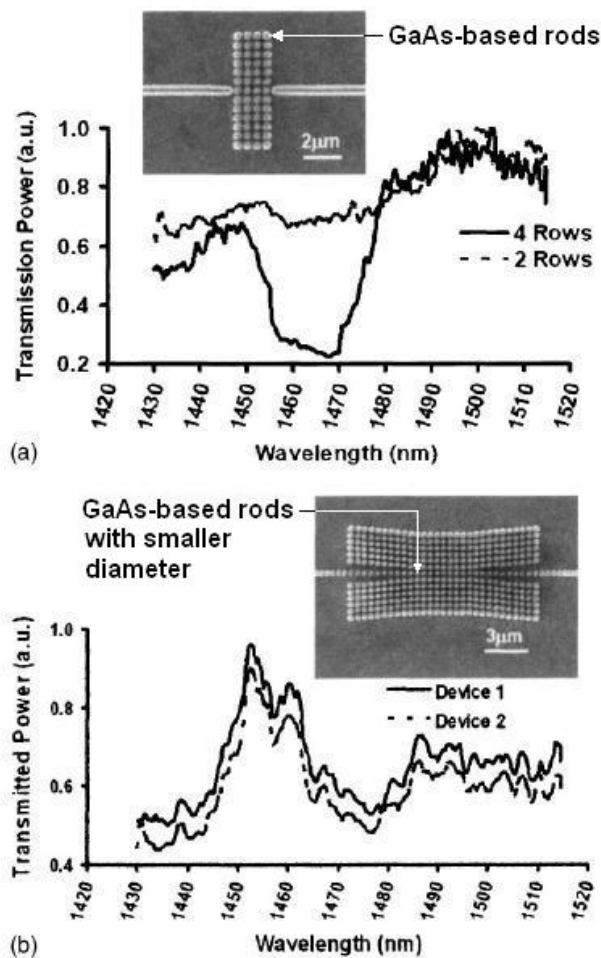 GaAs-based rods
2μm
Transmission Power (a.u.)
1.0
0.8
0.6
0.4
0.2
4 Rows
2 Rows
1420
1430
1440
1450
1460
1470
1480
1490
1500
1510
1520
Wavelength (nm)
(a)
GaAs-based rods
with smaller
diameter
3μm
Transmitted Power (a.u.)
1.0
0.8
0.6
0.4
Device 1
Device 2
1420
1430
1440
1450
1460
1470
1480
1490
1500
1510
1520
Wavelength (nm)
(b)